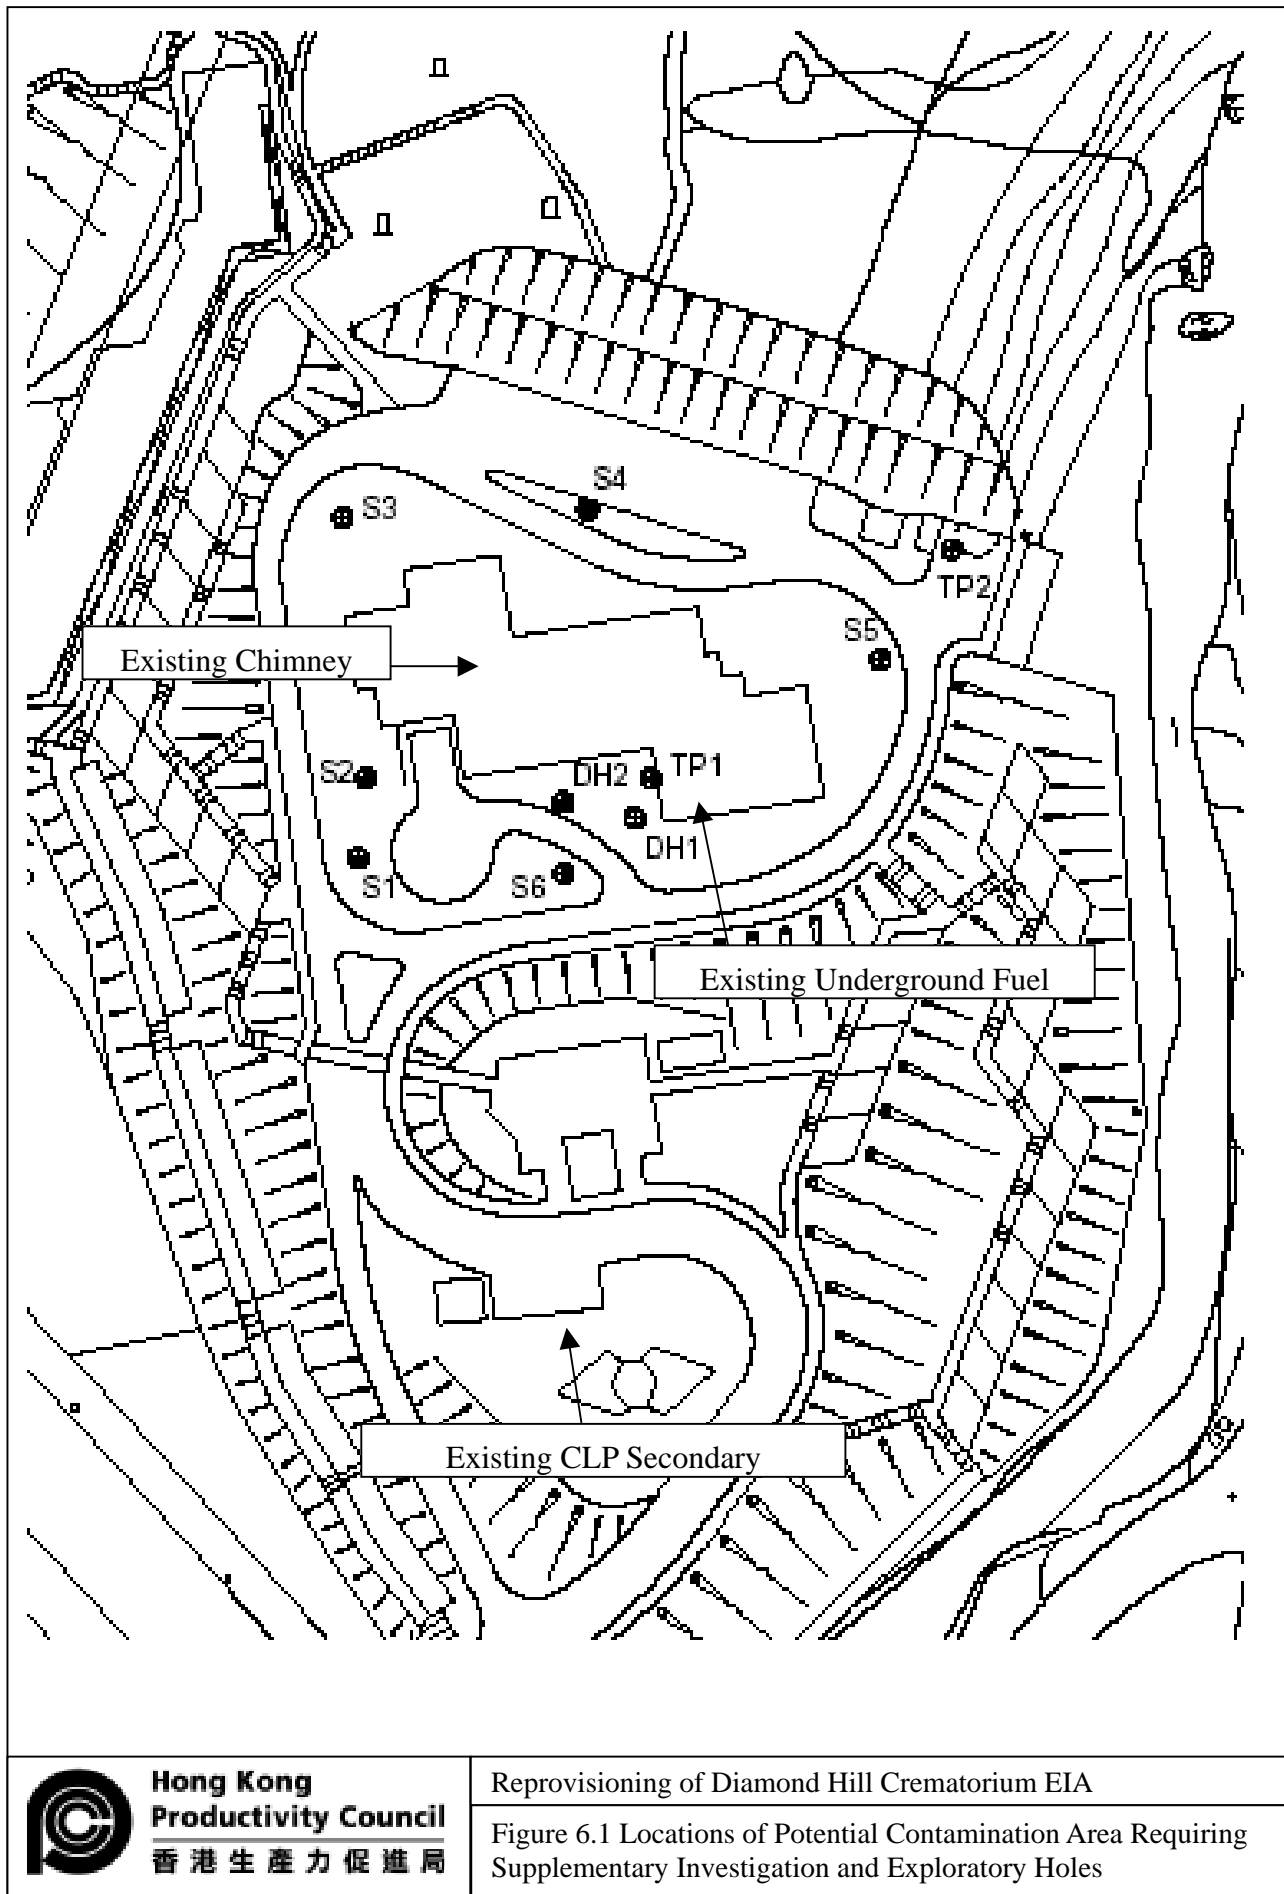 S4
S3
TP2
S5
Existing Chimney
S2
DH2
TP1
DH1
S1
S6
Existing Underground Fuel
Existing CLP Secondary
Hong Kong
Productivity Council
香港生產力促進局
Reprovisioning of Diamond Hill Crematorium EIA
Figure 6.1 Locations of Potential Contamination Area Requiring
Supplementary Investigation and Exploratory Holes